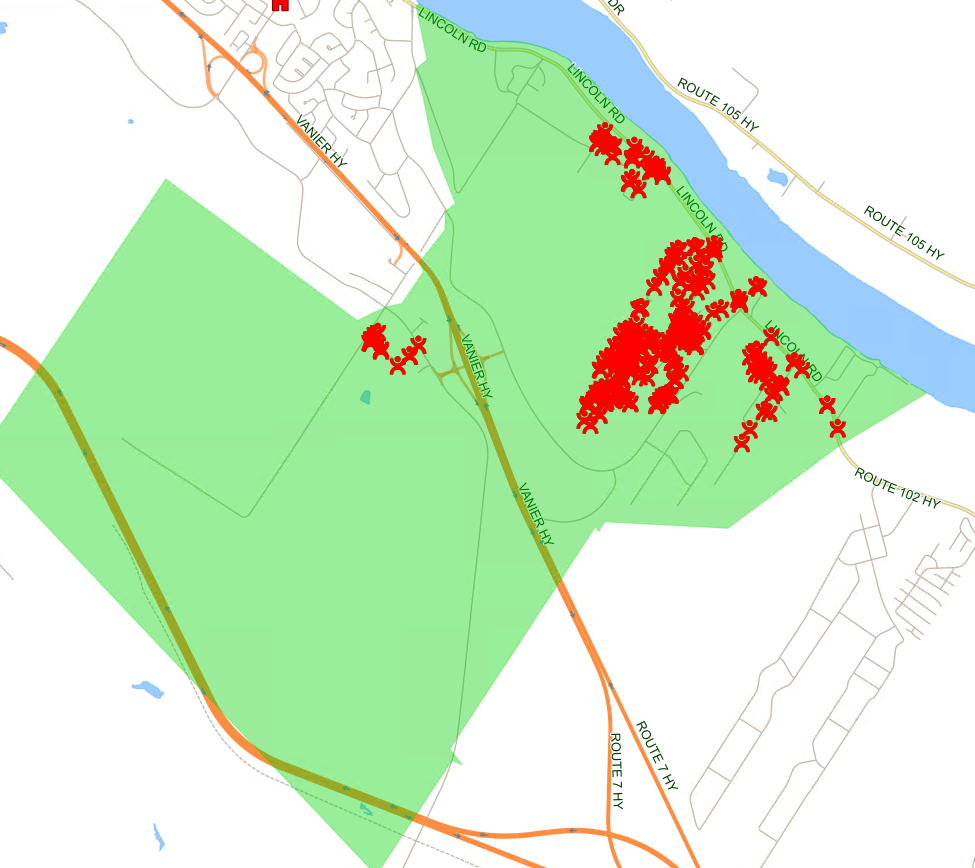 DR
LINCOLN RD
LINCOLN RD
ROUTE 105 HY
VANIER HY
LINCOLN RD
ROUTE 105 HY
LINCOLN RD
VANIER HY
ROUTE 102 HY
VANIER HY
ROUTE 7 HY
ROUTE 7 HY